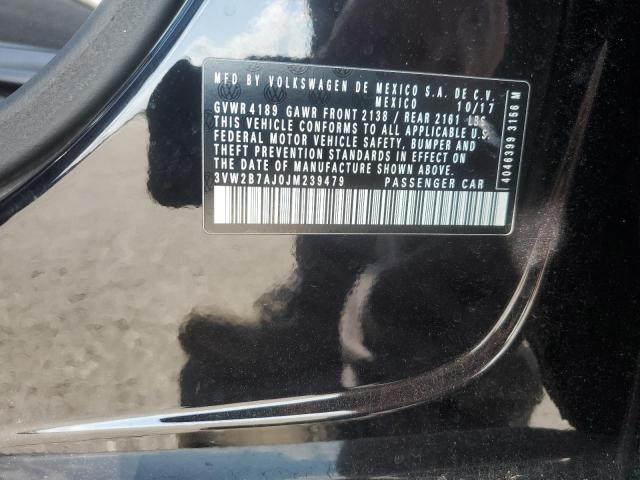 MFD BY VOLKSWAGEN DE MEXICO S.A. DE C.V.
MEXICO 10/17
GVWR 4189 GAWR FRONT 2138 / REAR 2161 LBS
THIS VEHICLE CONFORMS TO ALL APPLICABLE U.S.
FEDERAL MOTOR VEHICLE SAFETY, BUMPER AND
THEFT PREVENTION STANDARDS IN EFFECT ON
THE DATE OF MANUFACTURE SHOWN ABOVE.
3VW2B7AJ0JM239479 PASSENGER CAR
4046399 3156 M